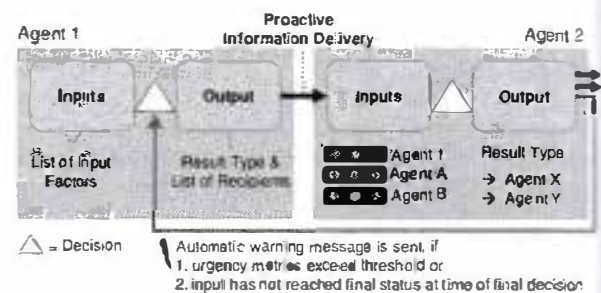 Proactive
Information Delivery
Agent 1
Agent 2
Inputs
Output
Inputs
Output
List of Input
Factors
Result Type &
List of Recipients
Agent 1
Agent A
Agent B
Result Type
→ Agent X
→ Agent Y
= Decision
Automatic warning message is sent, if
1. urgency metrics exceed threshold or
2. input has not reached final status at time of final decision